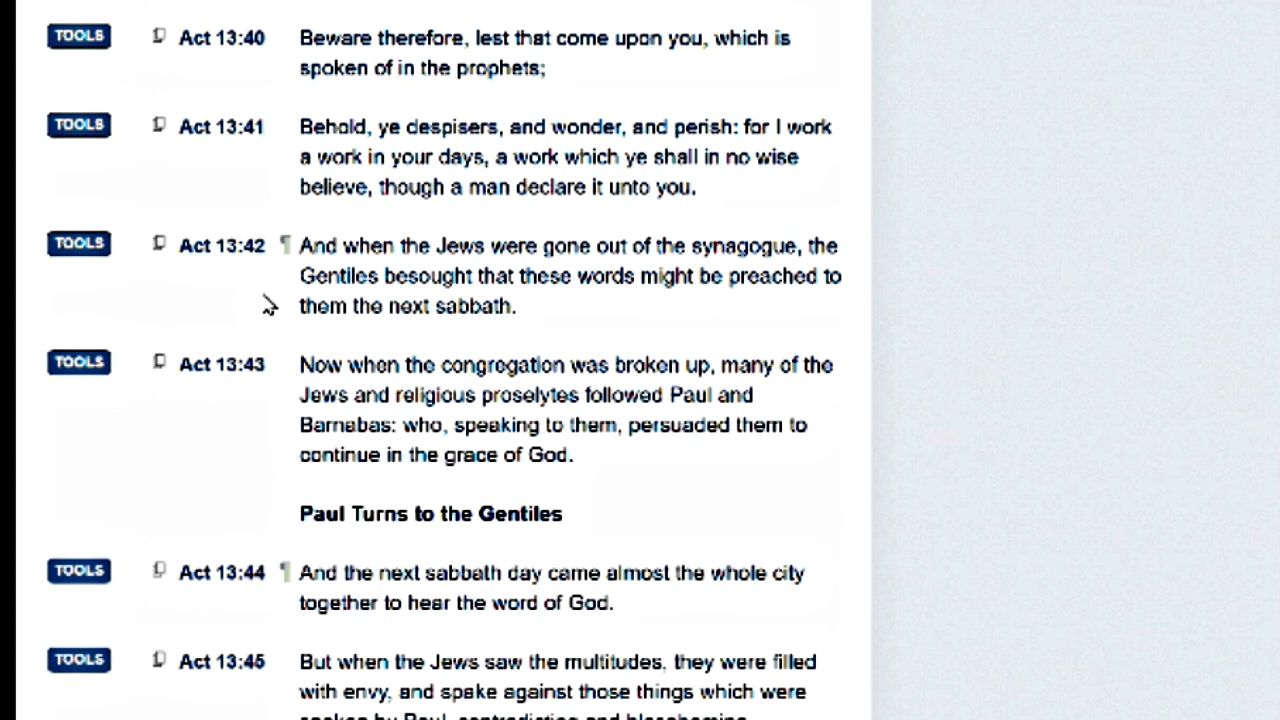 TOOLS Act 13:40 Beware therefore, lest that come upon you, which is
spoken of in the prophets;
TOOLS Act 13:41 Behold, ye despisers, and wonder, and perish: for I work
a work in your days, a work which ye shall in no wise
believe, though a man declare it unto you.
TOOLS Act 13:42 ¶ And when the Jews were gone out of the synagogue, the
Gentiles besought that these words might be preached to
them the next sabbath.
TOOLS Act 13:43 Now when the congregation was broken up, many of the
Jews and religious proselytes followed Paul and
Barnabas: who, speaking to them, persuaded them to
continue in the grace of God.
Paul Turns to the Gentiles
TOOLS Act 13:44 ¶ And the next sabbath day came almost the whole city
together to hear the word of God.
TOOLS Act 13:45 But when the Jews saw the multitudes, they were filled
with envy, and spake against those things which were
spoken by Paul, contradicting and blaspheming.